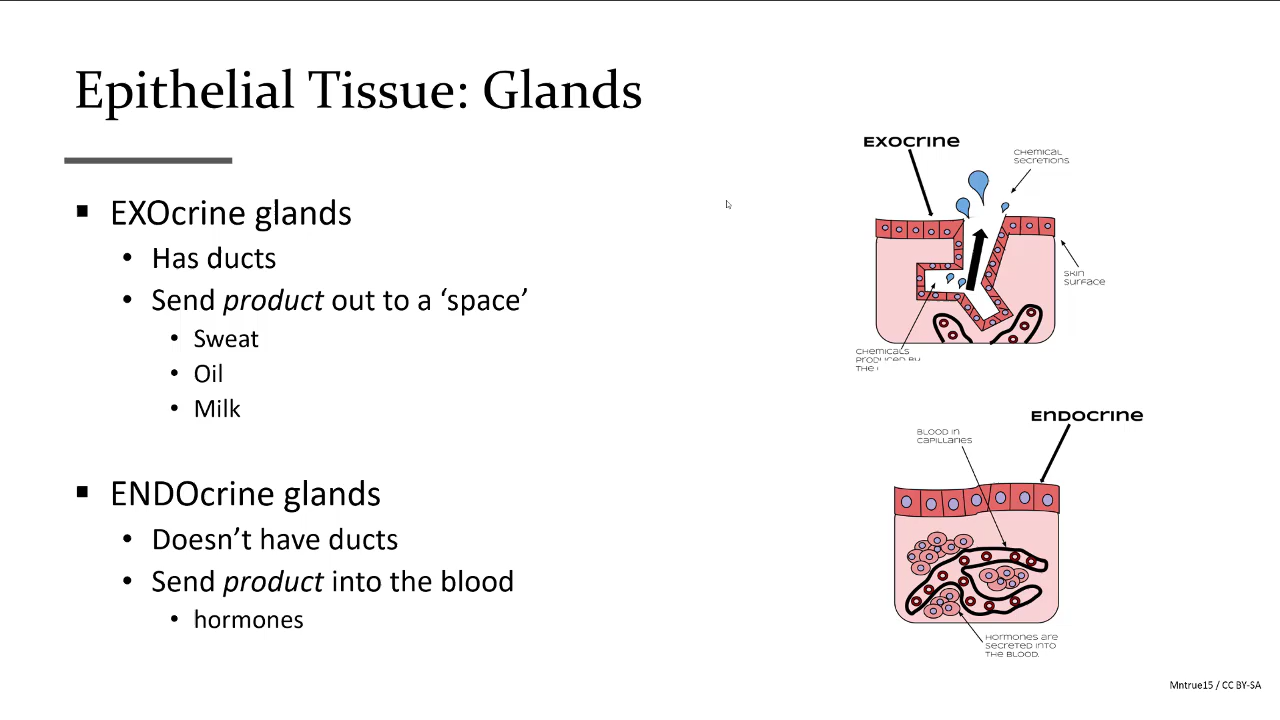 Epithelial Tissue: Glands
EXOcrine glands
Has ducts
Send product out to a ‘space’
Sweat
Oil
Milk
ENDOcrine glands
Doesn’t have ducts
Send product into the blood
hormones
EXOCRINE
CHEMICAL
SECRETIONS
SKIN
SURFACE
CHEMICALS
PRODUCED BY
THE
ENDOCRINE
BLOOD IN
CAPILLARIES
HORMONES ARE
SECRETED INTO
THE BLOOD.
Mntrue15 / CC BY-SA